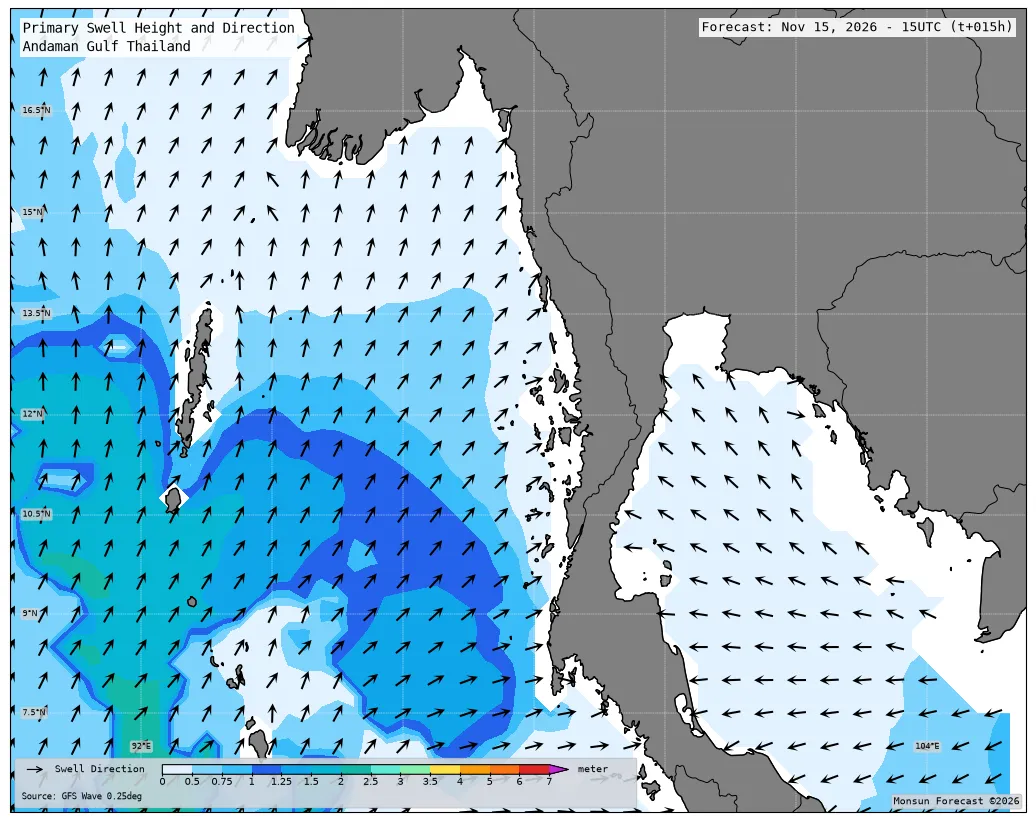 Primary Swell Height and Direction
Andaman Gulf Thailand
Forecast: Nov 15, 2026 - 15UTC (t+015h)
16.5°N
15°N
13.5°N
12°N
10.5°N
9°N
7.5°N
92°E
104°E
Swell Direction
meter
0 0.5 0.75 1 1.25 1.5 2 2.5 3 3.5 4 5 6 7
Source: GFS Wave 0.25deg
Monsun Forecast ©2026